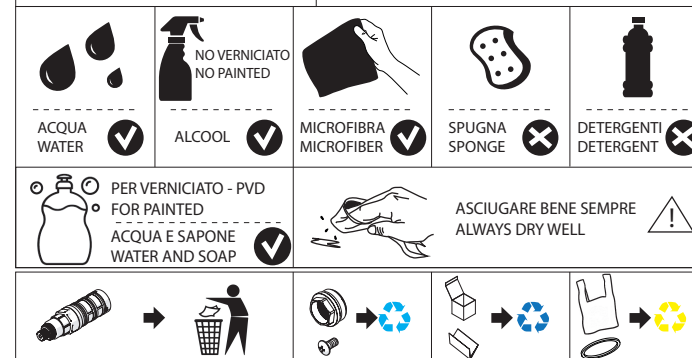 NO VERNICIATO
NO PAINTED
ACQUA
WATER
ALCOOL
MICROFIBRA
MICROFIBER
SPUGNA
SPONGE
DETERGENTI
DETERGENT
PER VERNICIATO - PVD
FOR PAINTED
ACQUA E SAPONE
WATER AND SOAP
ASCIUGARE BENE SEMPRE
ALWAYS DRY WELL